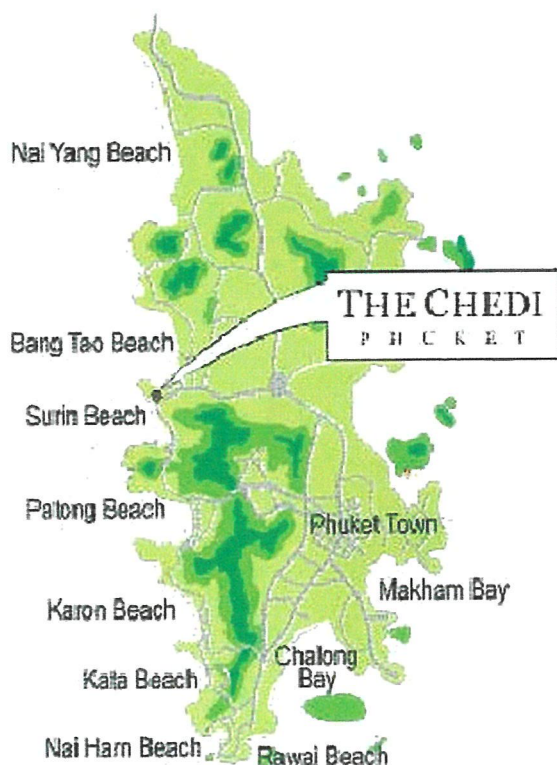 Nai Yang Beach
THE CHEDI
PHUKET
Bang Tao Beach
Surin Beach
Patong Beach
Phuket Town
Makham Bay
Karon Beach
Chalong
Bay
Kata Beach
Nai Harn Beach
Rawai Beach